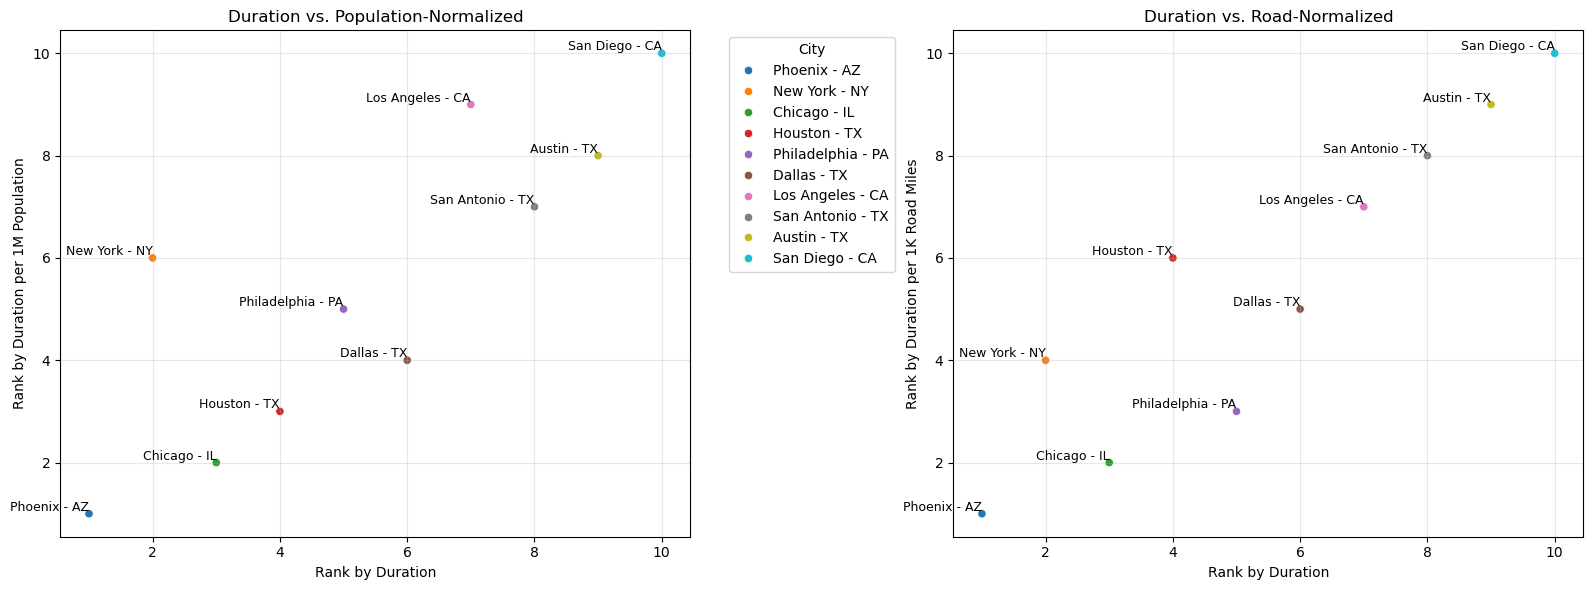 Duration vs. Population-Normalized
Rank by Duration per 1M Population
10
8
6
4
2
San Diego - CA
Los Angeles - CA
Austin - TX
San Antonio - TX
New York - NY
Philadelphia - PA
Dallas - TX
Houston - TX
Chicago - IL
Phoenix - AZ
2 4 6 8 10
Rank by Duration
City
Phoenix - AZ
New York - NY
Chicago - IL
Houston - TX
Philadelphia - PA
Dallas - TX
Los Angeles - CA
San Antonio - TX
Austin - TX
San Diego - CA
Duration vs. Road-Normalized
Rank by Duration per 1K Road Miles
10
8
6
4
2
San Diego - CA
Austin - TX
San Antonio - TX
Los Angeles - CA
Houston - TX
Dallas - TX
New York - NY
Philadelphia - PA
Chicago - IL
Phoenix - AZ
2 4 6 8 10
Rank by Duration